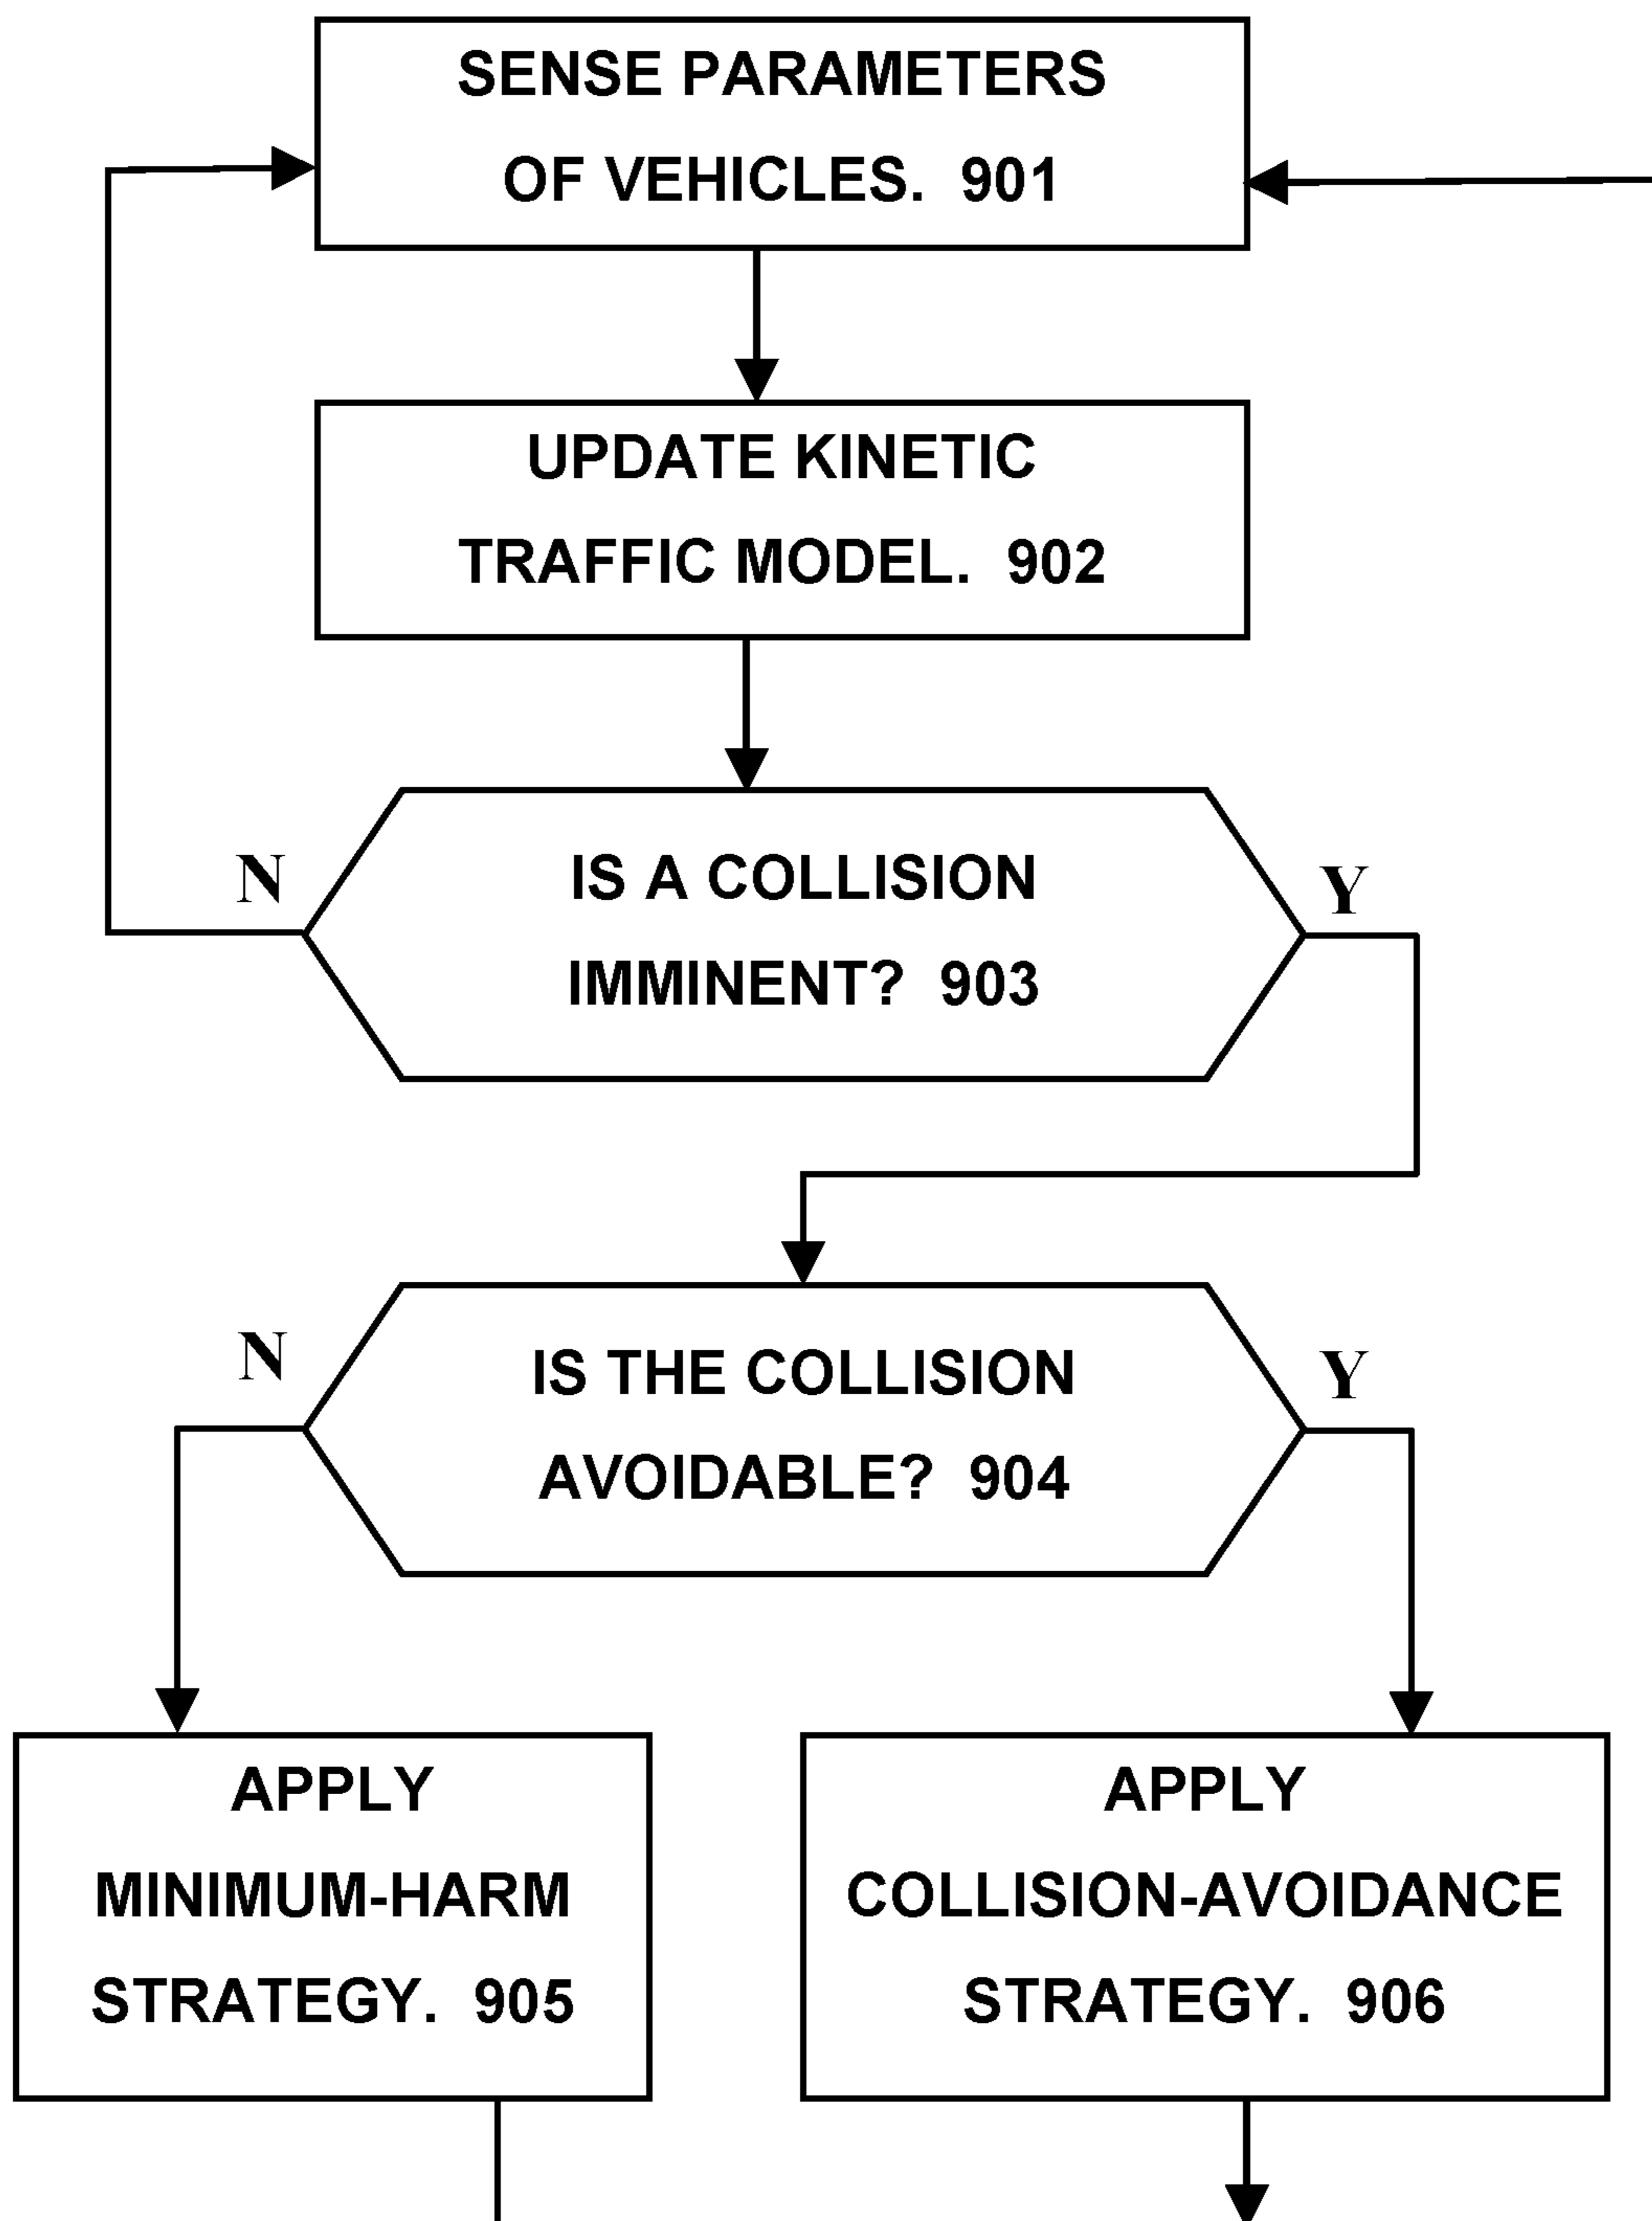 SENSE PARAMETERS
OF VEHICLES. 901
UPDATE KINETIC
TRAFFIC MODEL. 902
N
IS A COLLISION
Y
IMMINENT? 903
N
IS THE COLLISION
Y
AVOIDABLE? 904
APPLY
MINIMUM-HARM
STRATEGY. 905
APPLY
COLLISION-AVOIDANCE
STRATEGY. 906